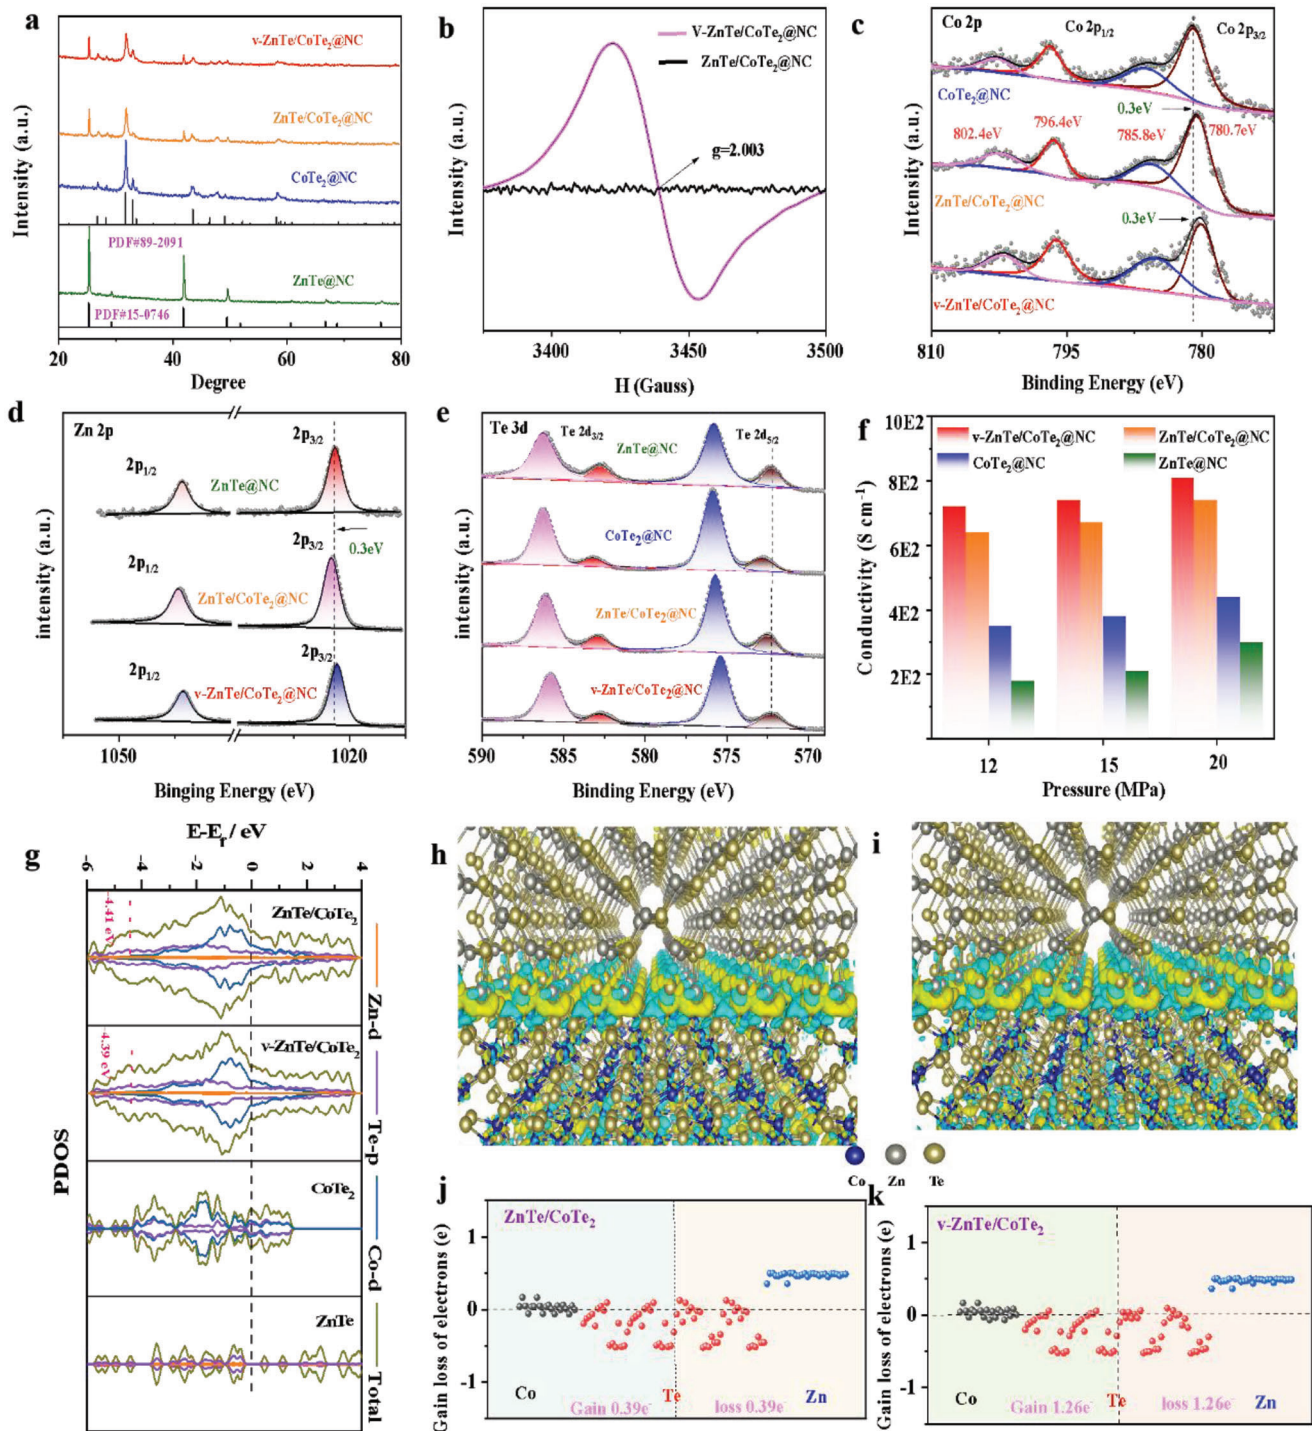 a
v-ZnTe/CoTe2@NC
ZnTe/CoTe2@NC
CoTe2@NC
PDF#89-2091
ZnTe@NC
PDF#15-0746
Intensity (a.u.)
20 40 60 80
Degree
b
V-ZnTe/CoTe2@NC
ZnTe/CoTe2@NC
g=2.003
Intensity (a.u.)
3400 3450 3500
H (Gauss)
c
Co 2p
Co 2p1/2
Co 2p3/2
CoTe2@NC
0.3eV
802.4eV 796.4eV 785.8eV 780.7eV
ZnTe/CoTe2@NC
0.3eV
v-ZnTe/CoTe2@NC
Intensity (a.u.)
810 795 780
Binding Energy (eV)
d
Zn 2p
2p3/2
2p1/2
ZnTe@NC
2p3/2
0.3eV
2p1/2
ZnTe/CoTe2@NC
2p3/2
2p1/2
v-ZnTe/CoTe2@NC
intensity (a.u.)
1050 1020
Binging Energy (eV)
e
Te 3d
Te 2d3/2
Te 2d5/2
ZnTe@NC
CoTe2@NC
ZnTe/CoTe2@NC
v-ZnTe/CoTe2@NC
intensity (a.u.)
590 585 580 575 570
Binding Energy (eV)
f
v-ZnTe/CoTe2@NC
ZnTe/CoTe2@NC
CoTe2@NC
ZnTe@NC
10E2
8E2
6E2
4E2
2E2
Conductivity (S cm-1)
12 15 20
Pressure (MPa)
g
E-Ef / eV
6 4 2 0 2 4
ZnTe/CoTe2
-4.41 eV
v-ZnTe/CoTe2
-4.39 eV
CoTe2
ZnTe
PDOS
Zn-d
Te-p
Co-d
Total
h
i
Co Zn Te
j
ZnTe/CoTe2
1
0
-1
Gain loss of electrons (e)
Co
Te
Zn
Gain 0.39e-
loss 0.39e-
k
v-ZnTe/CoTe2
1
0
-1
Gain loss of electrons (e)
Co
Te
Zn
Gain 1.26e-
loss 1.26e-